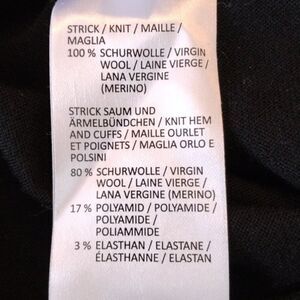 STRICK / KNIT / MAILLE /
MAGLIA
100 % SCHURWOLLE / VIRGIN
WOOL / LAINE VIERGE /
LANA VERGINE
(MERINO)
STRICK SAUM UND
ÄRMELBÜNDCHEN / KNIT HEM
AND CUFFS / MAILLE OURLET
ET POIGNETS / MAGLIA ORLO E
POLSINI
80 % SCHURWOLLE / VIRGIN
WOOL / LAINE VIERGE /
LANA VERGINE (MERINO)
17 % POLYAMID / POLYAMIDE /
POLYAMIDE /
POLIAMMIDE
3 % ELASTHAN / ELASTANE /
ÉLASTHANNE / ELASTAN